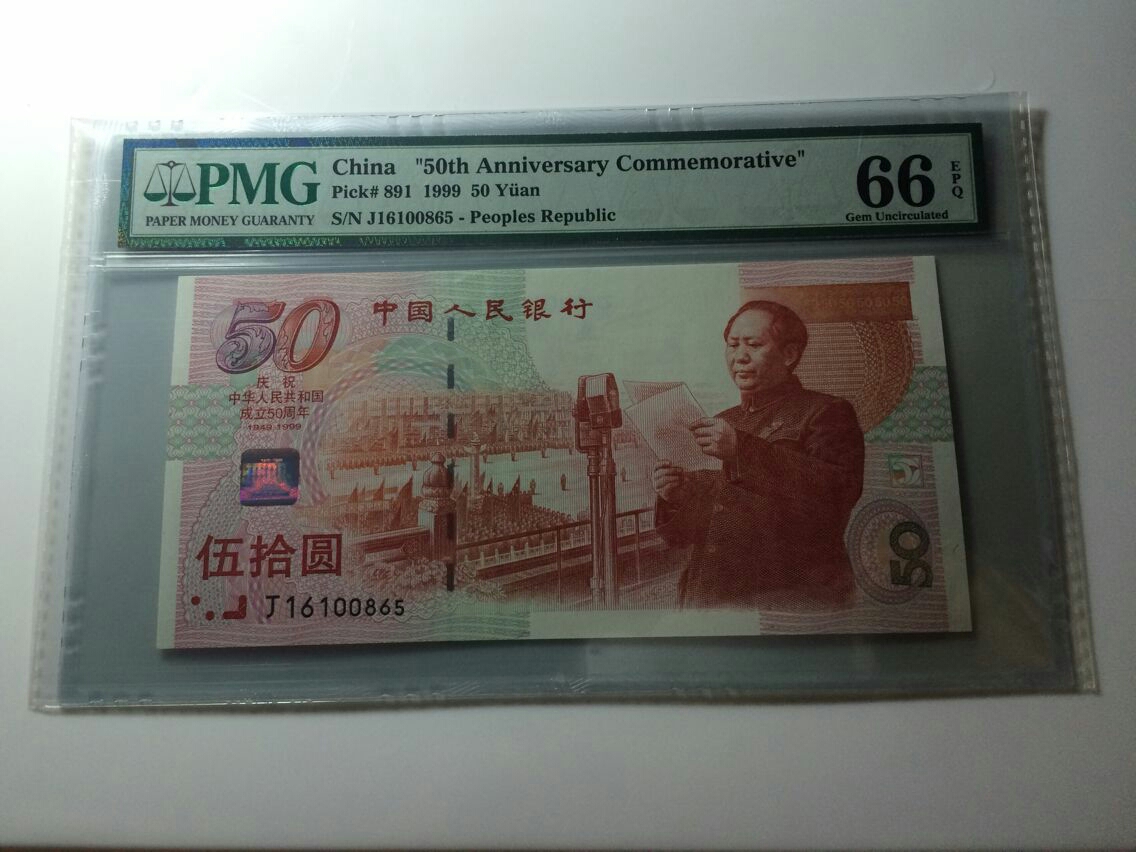 PMG
PAPER MONEY GUARANTY
China "50th Anniversary Commemorative"
Pick# 891 1999 50 Yüan
S/N J16100865 - Peoples Republic
66
EPQ
Gem Uncirculated
50
中国人民银行
5050505050
庆祝
中华人民共和国
成立50周年
1949-1999
伍拾圆
J16100865
50